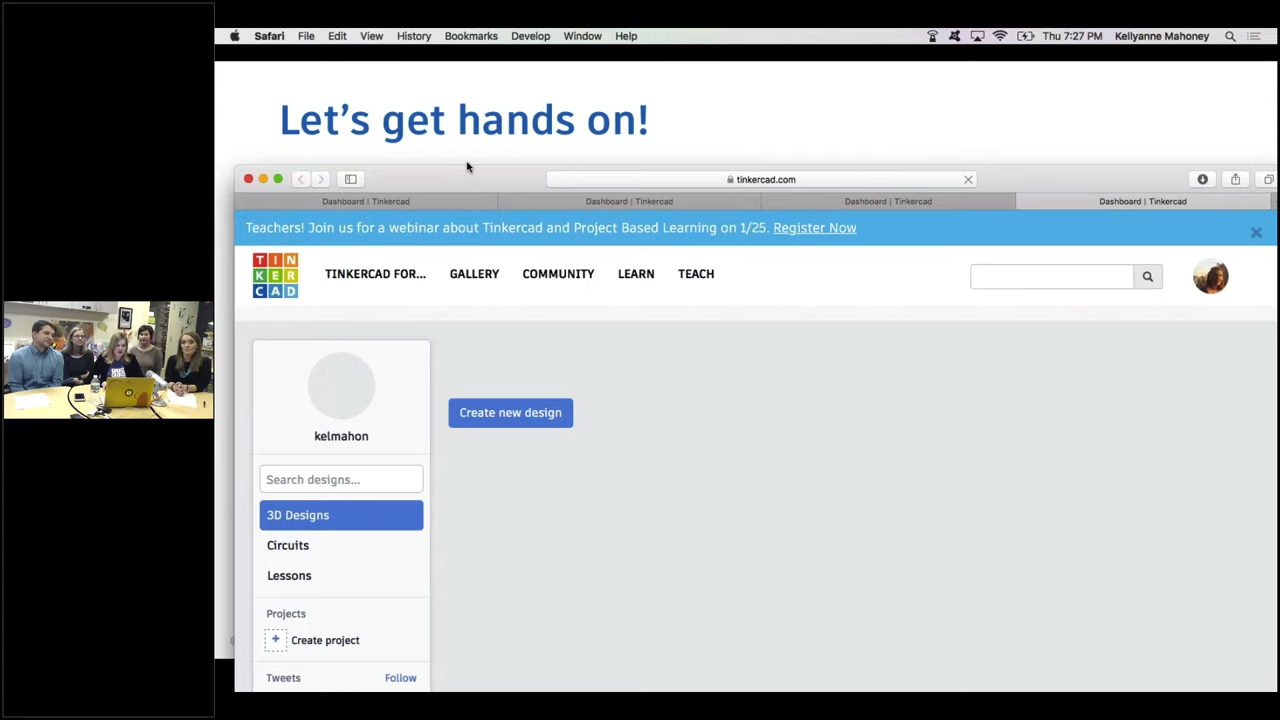 Safari File Edit View History Bookmarks Develop Window Help Thu 7:27 PM Kellyanne Mahoney
Let's get hands on!
tinkercad.com
Dashboard | Tinkercad Dashboard | Tinkercad Dashboard | Tinkercad Dashboard | Tinkercad
Teachers! Join us for a webinar about Tinkercad and Project Based Learning on 1/25. Register Now
TIN
KER
CAD
TINKERCAD FOR... GALLERY COMMUNITY LEARN TEACH
kelmahon
Create new design
Search designs...
3D Designs
Circuits
Lessons
Projects
+ Create project
Tweets Follow